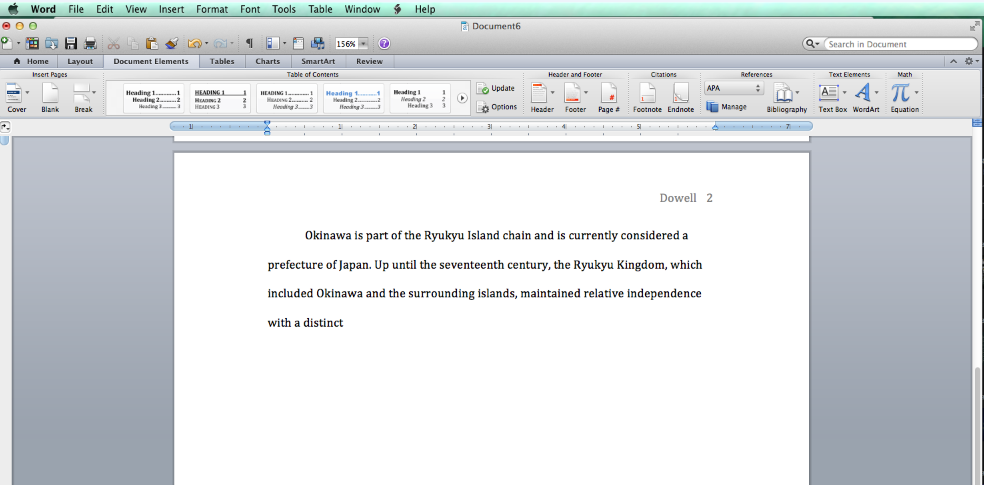 Word File Edit View Insert Format Font Tools Table Window Help
Document6
156% Search in Document
Home Layout Document Elements Tables Charts SmartArt Review
Insert Pages Table of Contents Header and Footer Citations References Text Elements Math
Heading 1 1 HEADING 1 1 HEADING 1 1 Heading 1 1 Heading 1 1 Update APA
Heading 2 2 HEADING 2 2 HEADING 2 2 Heading 2 2 Heading 2 2
Heading 3 3 HEADING 3 3 Heading 3 3 Heading 3 3 Heading 3 3
Cover Blank Break Options Header Footer Page # Footnote Endnote Manage Bibliography Text Box WordArt Equation
1 1 2 3 4 5 7
Dowell 2
Okinawa is part of the Ryukyu Island chain and is currently considered a
prefecture of Japan. Up until the seventeenth century, the Ryukyu Kingdom, which
included Okinawa and the surrounding islands, maintained relative independence
with a distinct